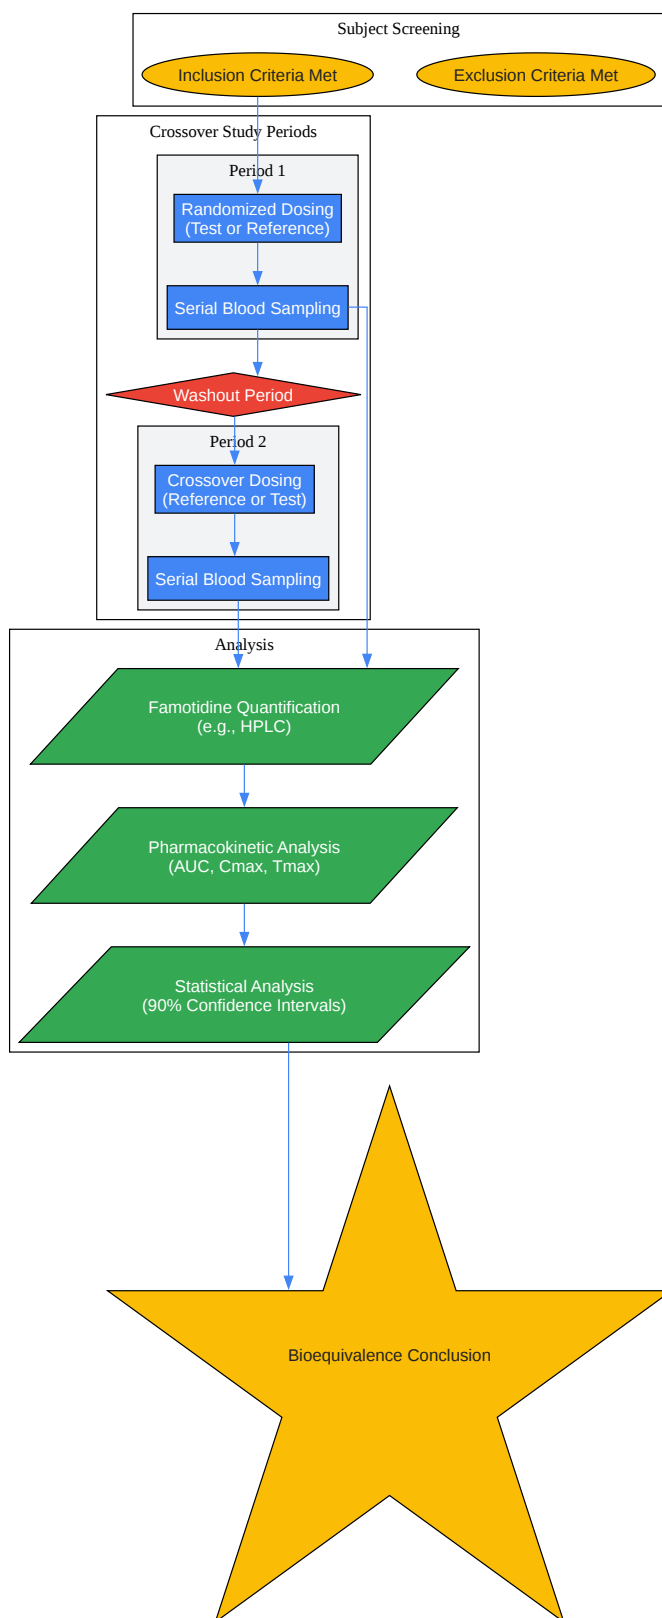 Subject Screening
Inclusion Criteria Met
Exclusion Criteria Met
Crossover Study Periods
Period 1
Randomized Dosing
(Test or Reference)
Serial Blood Sampling
Washout Period
Period 2
Crossover Dosing
(Reference or Test)
Serial Blood Sampling
Analysis
Famotidine Quantification
(e.g., HPLC)
Pharmacokinetic Analysis
(AUC, Cmax, Tmax)
Statistical Analysis
(90% Confidence Intervals)
Bioequivalence Conclusion